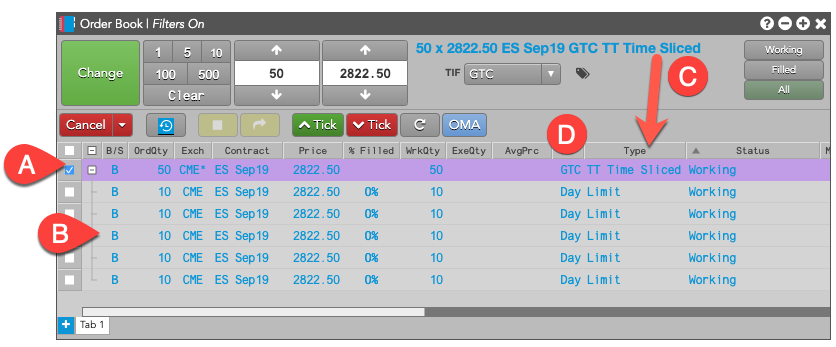 Order Book | Filters On
50 x 2822.50 ES Sep19 GTC TT Time Sliced
Change
1 5 10
100 500
Clear
50
2822.50
TIF GTC
Working
Filled
All
C
Cancel
Tick
Tick
OMA
D
B/S OrdQty Exch Contract Price % Filled WrkQty ExeQty AvgPrc Type Status
A
B 50 CME* ES Sep19 2822.50 50 GTC TT Time Sliced Working
B 10 CME ES Sep19 2822.50 0% 10 Day Limit Working
B 10 CME ES Sep19 2822.50 0% 10 Day Limit Working
B
B 10 CME ES Sep19 2822.50 0% 10 Day Limit Working
B 10 CME ES Sep19 2822.50 0% 10 Day Limit Working
B 10 CME ES Sep19 2822.50 0% 10 Day Limit Working
Tab 1